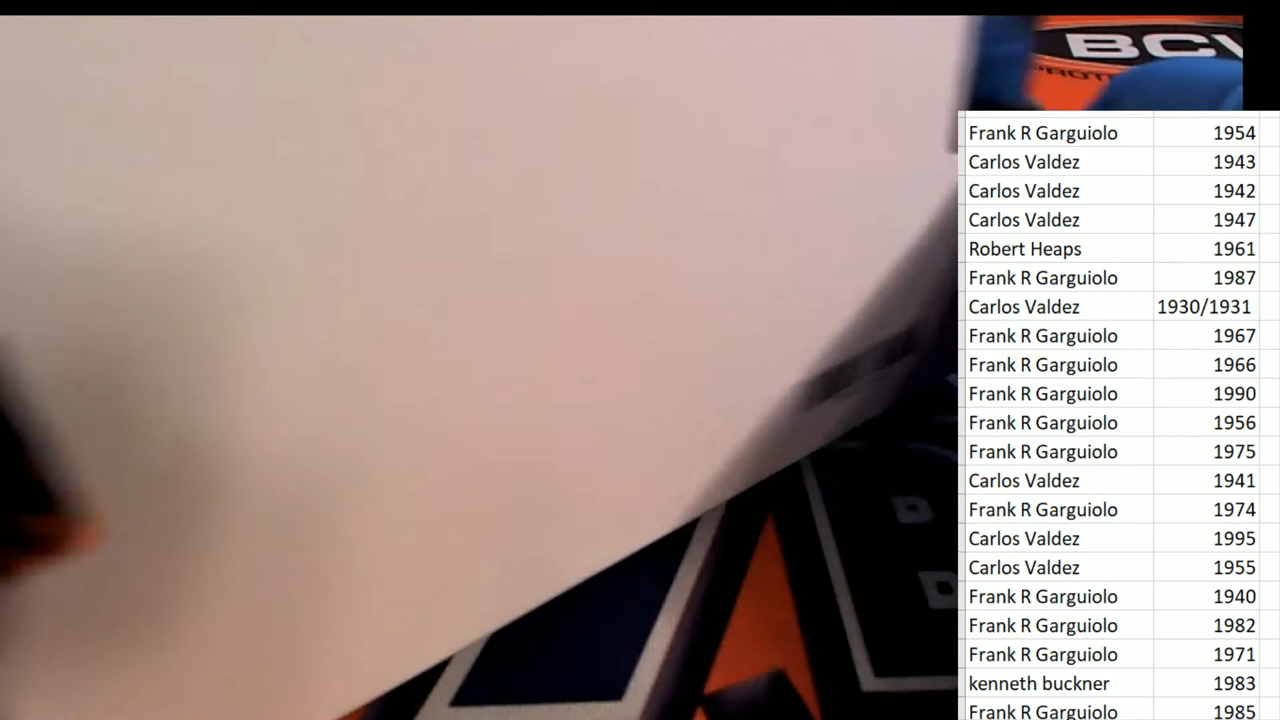 BCW
Frank R Garguiolo 1954
Carlos Valdez 1943
Carlos Valdez 1942
Carlos Valdez 1947
Robert Heaps 1961
Frank R Garguiolo 1987
Carlos Valdez 1930/1931
Frank R Garguiolo 1967
Frank R Garguiolo 1966
Frank R Garguiolo 1990
Frank R Garguiolo 1956
Frank R Garguiolo 1975
Carlos Valdez 1941
Frank R Garguiolo 1974
Carlos Valdez 1995
Carlos Valdez 1955
Frank R Garguiolo 1940
Frank R Garguiolo 1982
Frank R Garguiolo 1971
kenneth buckner 1983
Frank R Garguiolo 1985